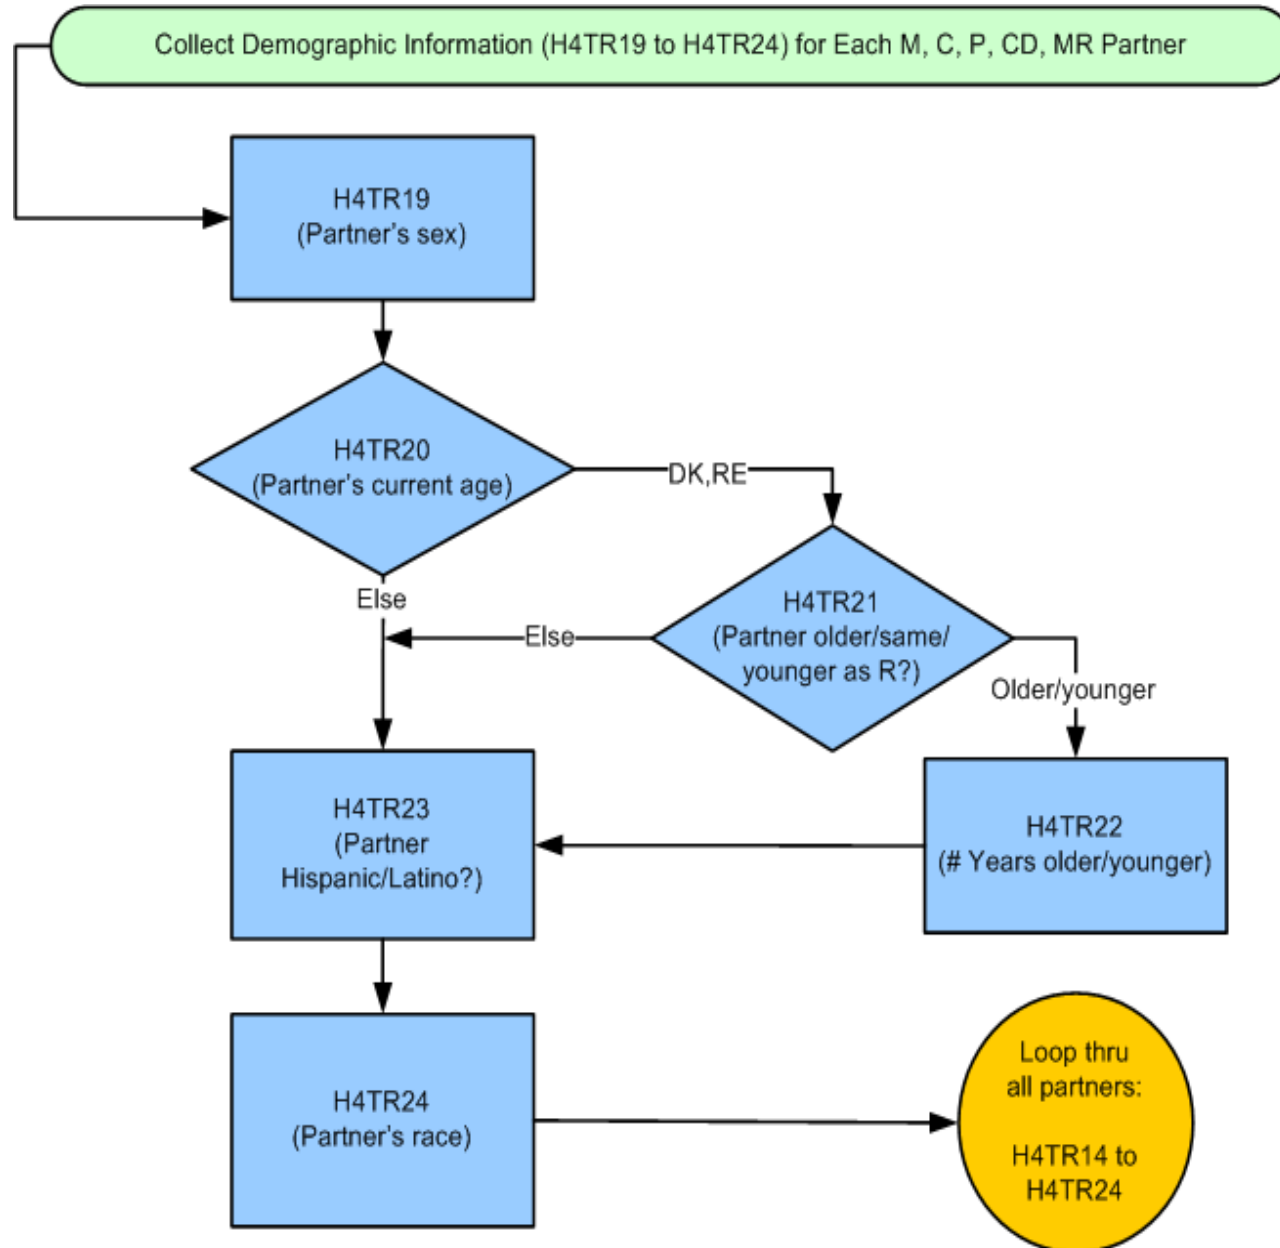 Collect Demographic Information (H4TR19 to H4TR24) for Each M, C, P, CD, MR Partner
H4TR19
(Partner's sex)
H4TR20
(Partner's current age)
DK,RE
Else
H4TR21
(Partner older/same/
younger as R?)
Else
Older/younger
H4TR23
(Partner
Hispanic/Latino?)
H4TR22
(# Years older/younger)
H4TR24
(Partner's race)
Loop thru
all partners:
H4TR14 to
H4TR24